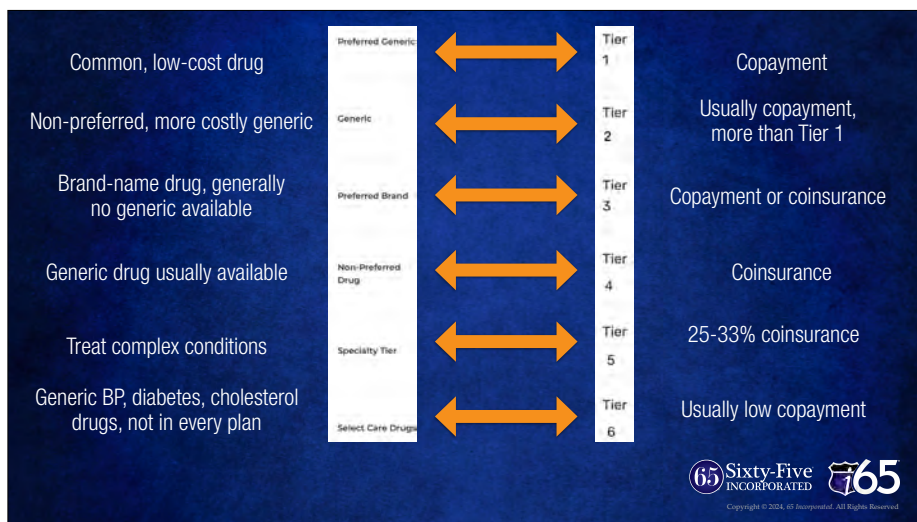 Common, low-cost drug
Preferred Generic
Tier
1
Copayment
Non-preferred, more costly generic
Generic
Tier
2
Usually copayment,
more than Tier 1
Brand-name drug, generally
no generic available
Preferred Brand
Tier
3
Copayment or coinsurance
Generic drug usually available
Non-Preferred
Drug
Tier
4
Coinsurance
Treat complex conditions
Specialty Tier
Tier
5
25-33% coinsurance
Generic BP, diabetes, cholesterol
drugs, not in every plan
Select Care Drugs
Tier
6
Usually low copayment
65 Sixty-Five
INCORPORATED
i65
Copyright © 2024, 65 Incorporated. All Rights Reserved